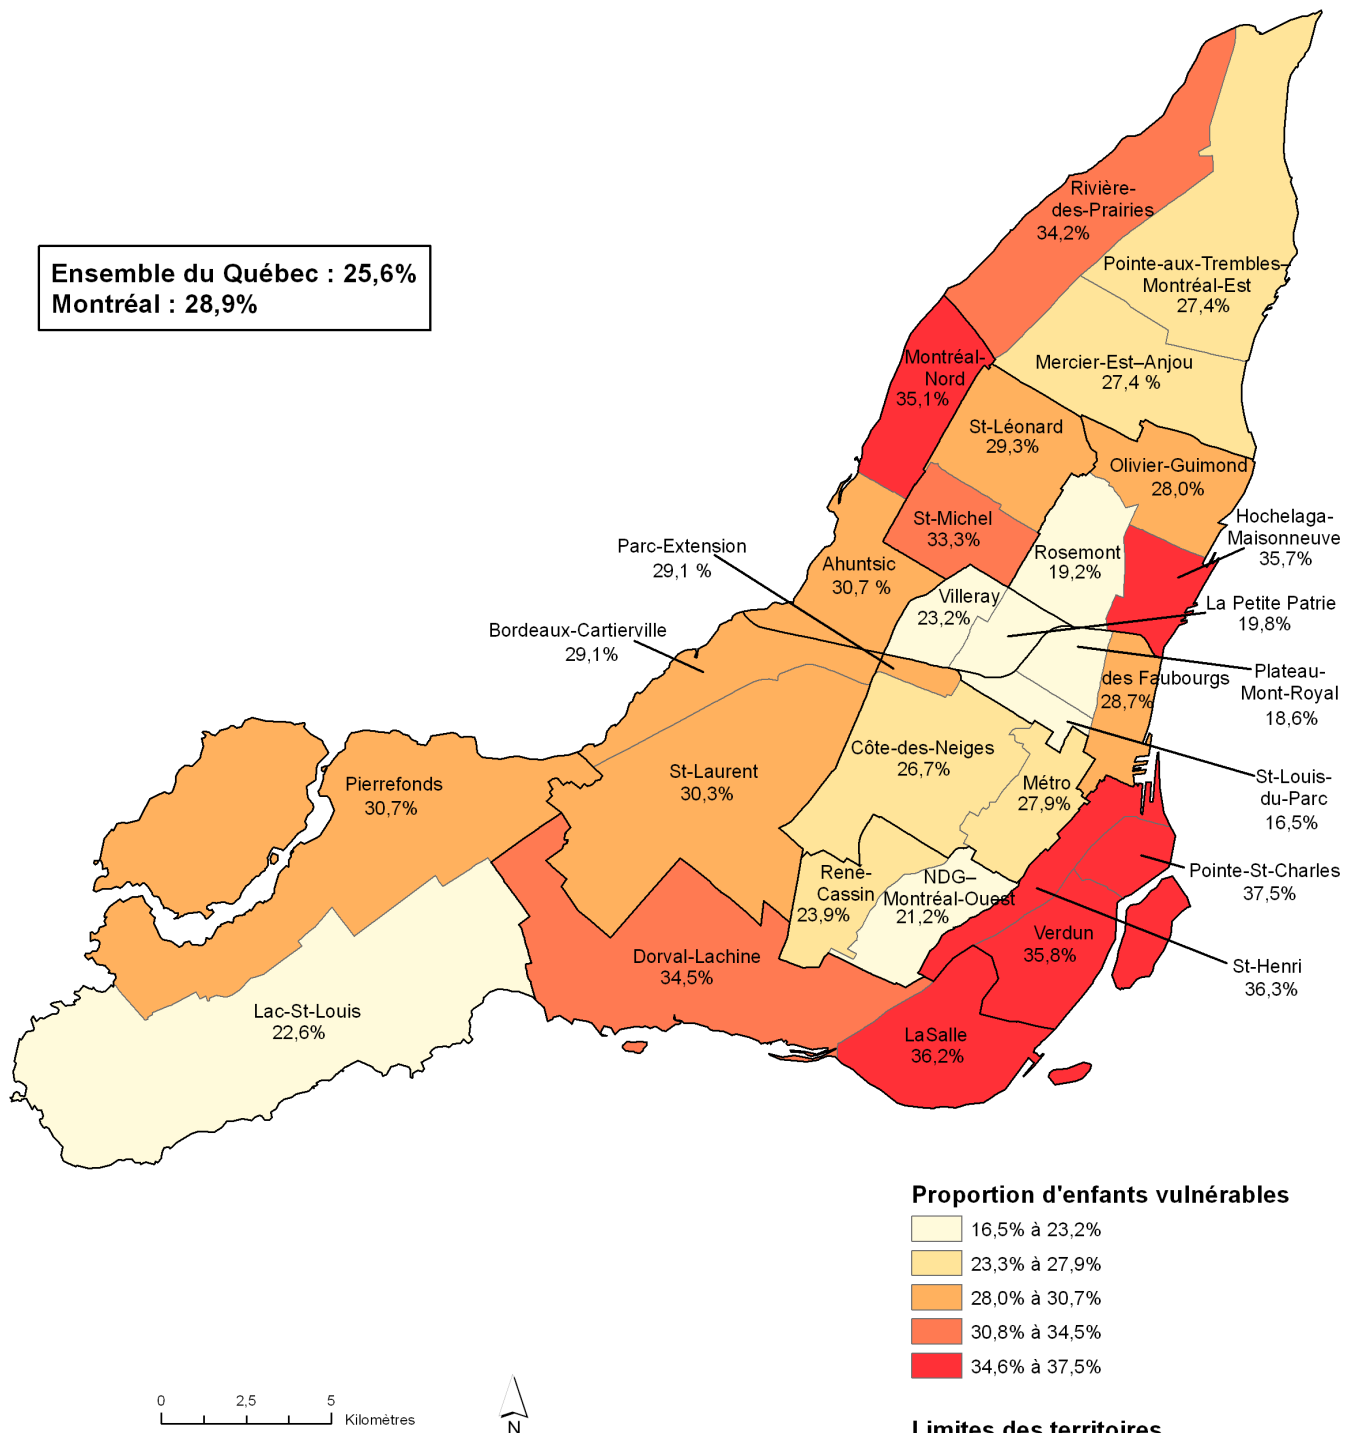 Ensemble du Québec : 25,6%
Montréal : 28,9%
Rivière-
des-Prairies
34,2%
Pointe-aux-Trembles–
Montréal-Est
27,4%
Mercier-Est–Anjou
27,4 %
Montréal-
Nord
35,1%
St-Léonard
29,3%
Olivier-Guimond
28,0%
Hochelaga-
Maisonneuve
35,7%
St-Michel
33,3%
Rosemont
19,2%
Parc-Extension
29,1 %
Ahuntsic
30,7 %
Villeray
23,2%
La Petite Patrie
19,8%
Bordeaux-Cartierville
29,1%
Plateau-
Mont-Royal
18,6%
des Faubourgs
28,7%
Côte-des-Neiges
26,7%
St-Laurent
30,3%
Pierrefonds
30,7%
Métro
27,9%
St-Louis-
du-Parc
16,5%
Pointe-St-Charles
37,5%
René-
Cassin
23,9%
NDG–
Montréal-Ouest
21,2%
Verdun
35,8%
Dorval-Lachine
34,5%
St-Henri
36,3%
Lac-St-Louis
22,6%
LaSalle
36,2%
Proportion d'enfants vulnérables
16,5% à 23,2%
23,3% à 27,9%
28,0% à 30,7%
30,8% à 34,5%
34,6% à 37,5%
0 2,5 5
Kilomètres
N
Limites des territoires